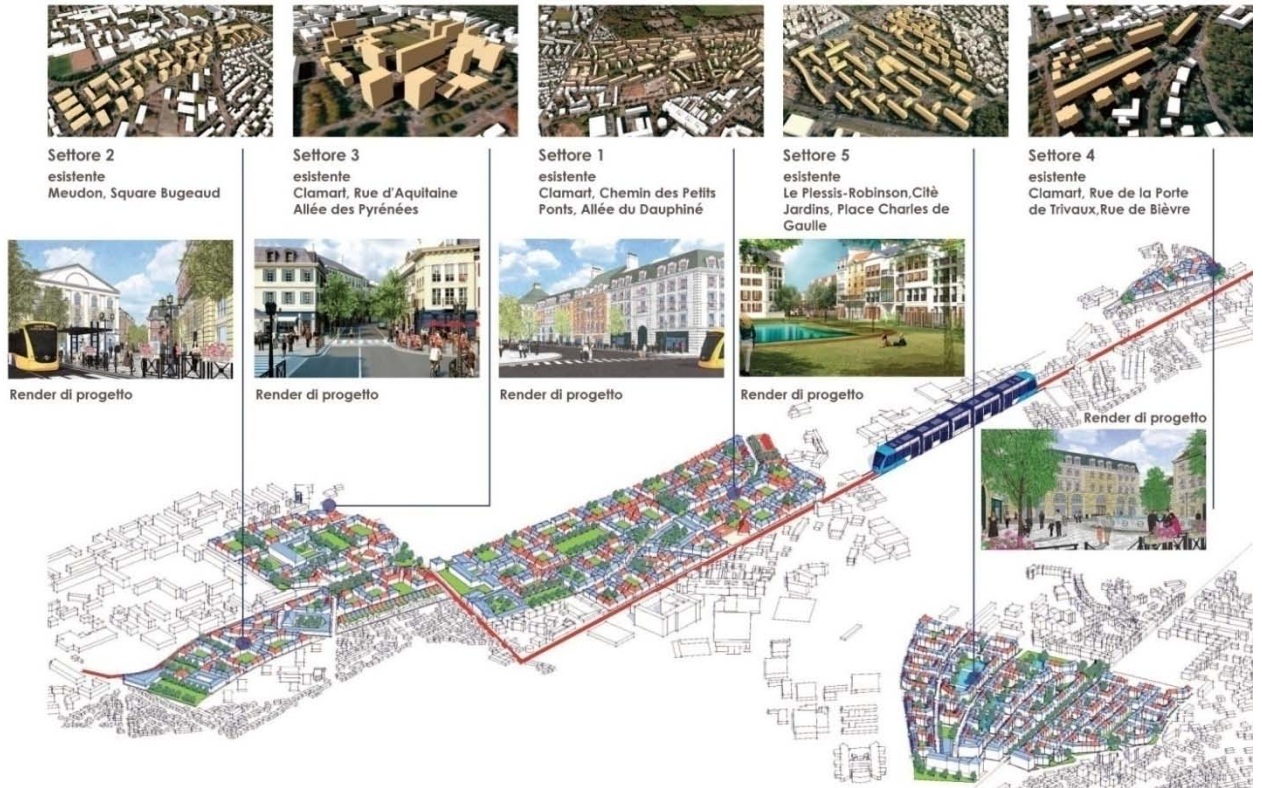 Settore 2
esistente
Meudon, Square Bugeaud
Settore 3
esistente
Clamart, Rue d'Aquitaine
Allée des Pyrénées
Settore 1
esistente
Clamart, Chemin des Petits
Ponts, Allée du Dauphiné
Settore 5
esistente
Le Plessis-Robinson,Citè
Jardins, Place Charles de
Gaulle
Settore 4
esistente
Clamart, Rue de la Porte
de Trivaux,Rue de Bièvre
Render di progetto
Render di progetto
Render di progetto
Render di progetto
Render di progetto